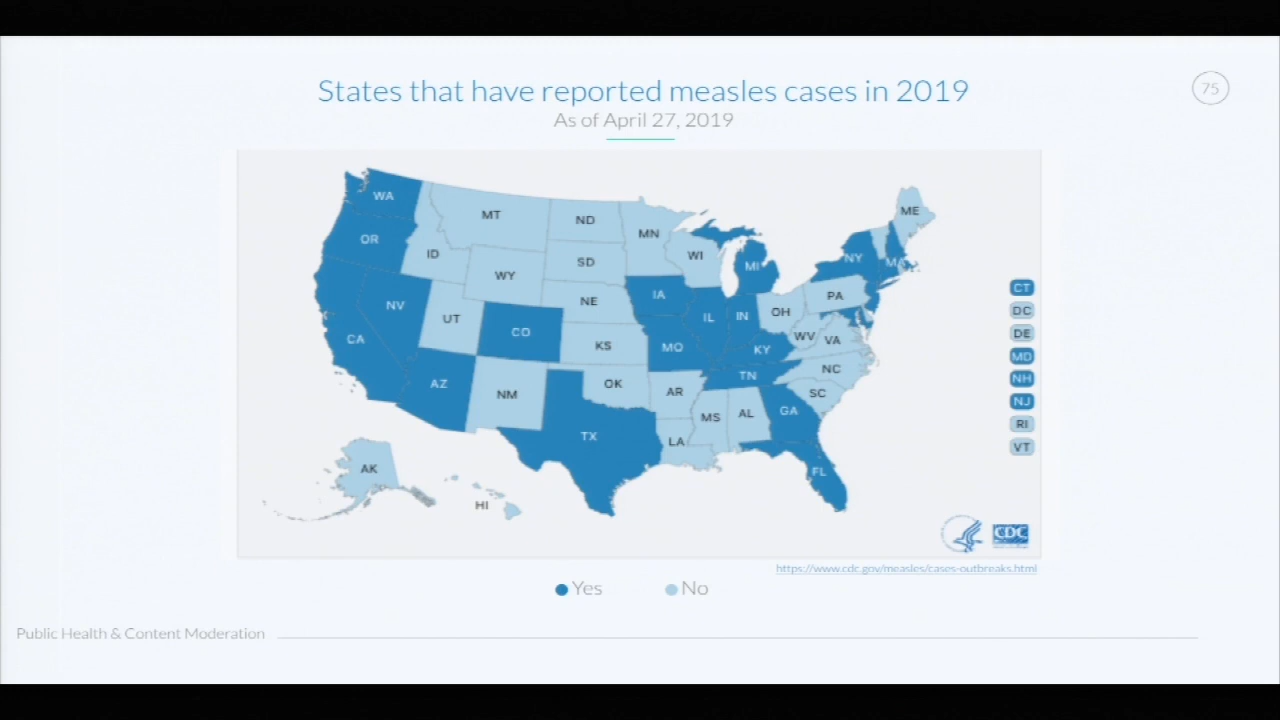 States that have reported measles cases in 2019
75
As of April 27, 2019
WA
MT
ND
MN
ME
OR
ID
SD
WI
NY
MA
MI
WY
NV
NE
IA
PA
CT
UT
CO
IL
IN
OH
DC
CA
KS
MO
KY
WV
VA
DE
MD
AZ
NM
OK
AR
TN
NC
NH
MS
AL
GA
SC
NJ
TX
LA
RI
AK
FL
VT
HI
CDC
https://www.cdc.gov/measles/cases-outbreaks.html
Yes
No
Public Health & Content Moderation